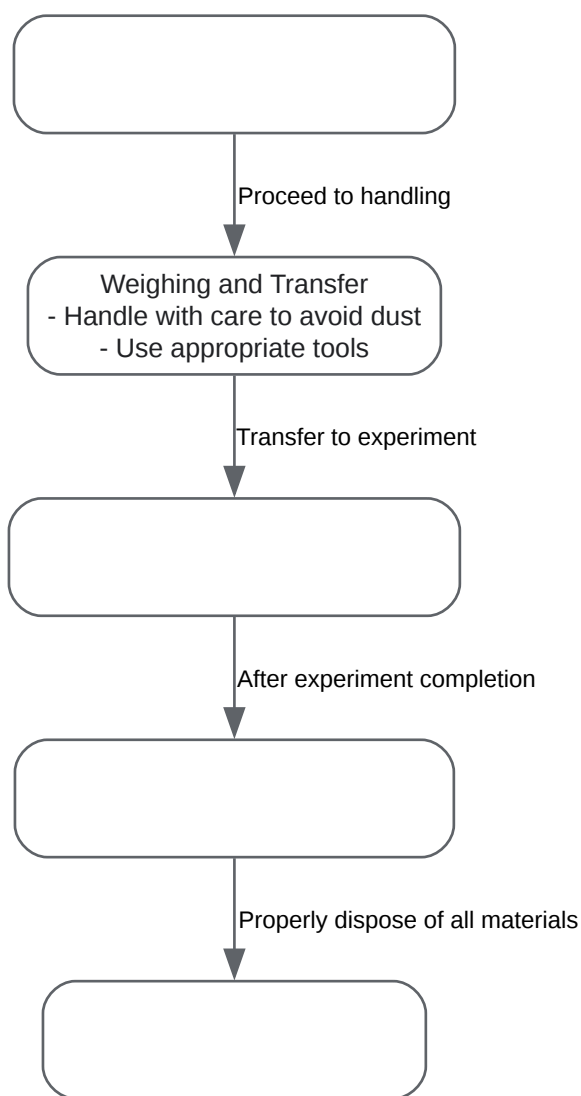 Proceed to handling
Weighing and Transfer
- Handle with care to avoid dust
- Use appropriate tools
Transfer to experiment
After experiment completion
Properly dispose of all materials